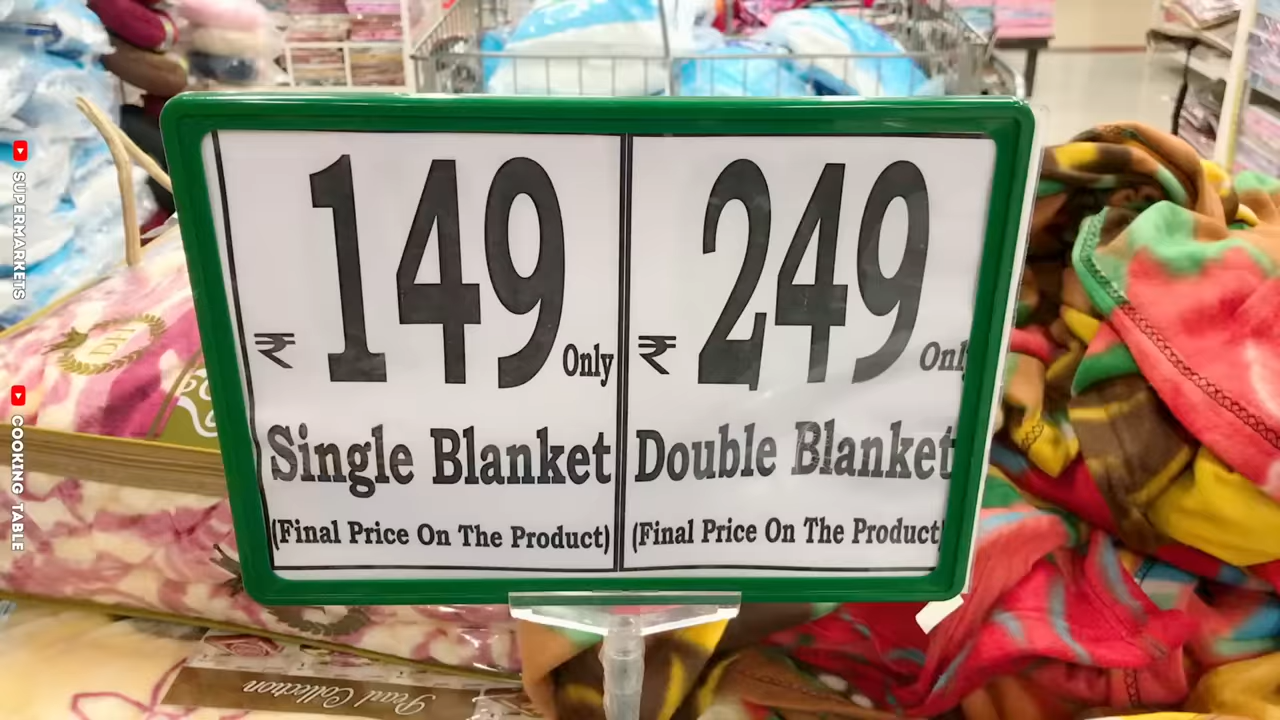 ₹ 149 Only
Single Blanket
(Final Price On The Product)
₹ 249 Onl
Double Blanket
(Final Price On The Product
SUPERMARKETS
COOKING TABLE
DH
Pearl Collection